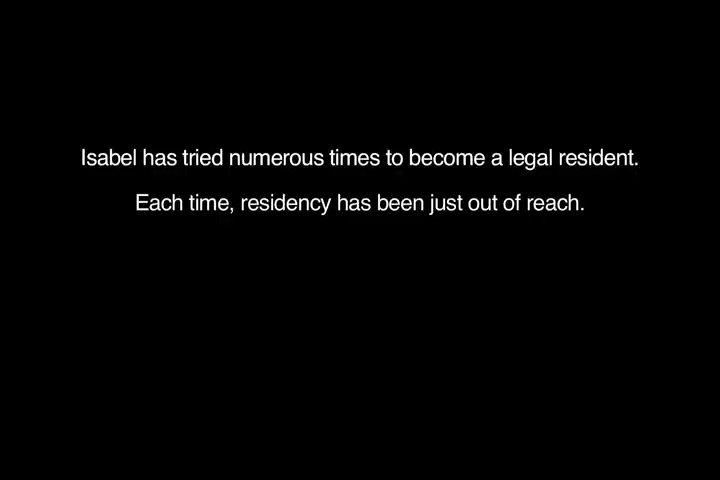 Isabel has tried numerous times to become a legal resident.
Each time, residency has been just out of reach.